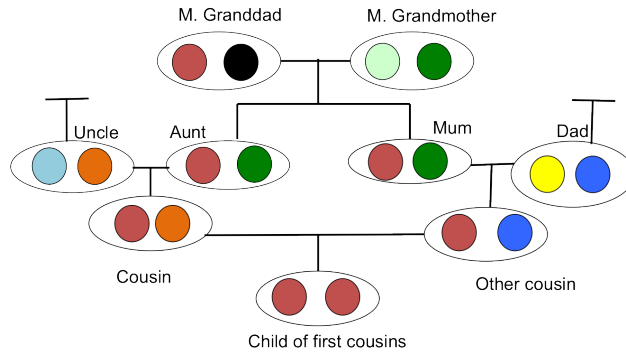 M. Granddad
M. Grandmother
Uncle
Aunt
Mum
Dad
Cousin
Other cousin
Child of first cousins